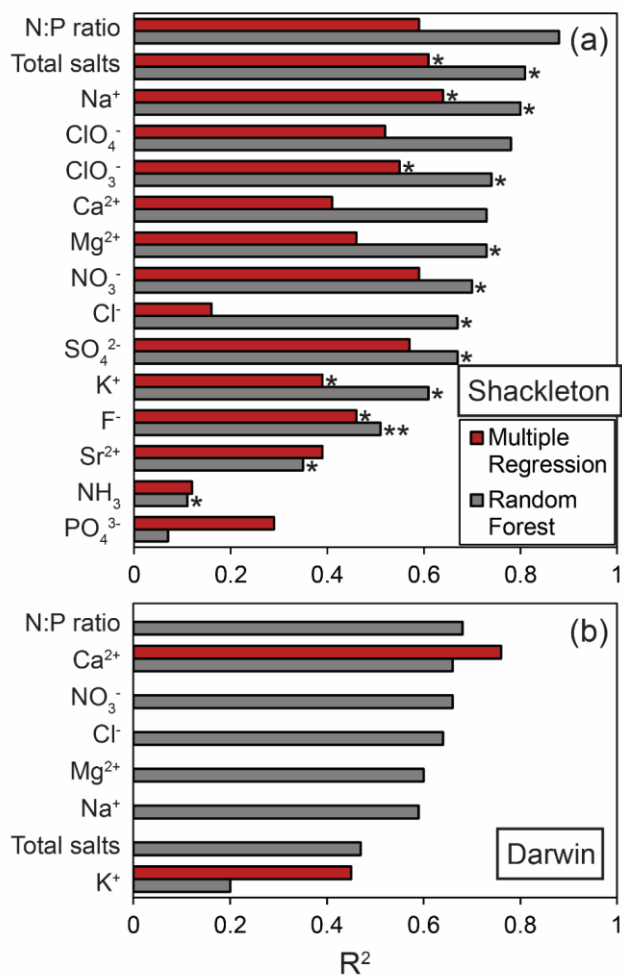 (a)
N:P ratio
Total salts * *
Na⁺ * *
ClO₄⁻
ClO₃⁻ * *
Ca²⁺
Mg²⁺ *
NO₃⁻ *
Cl⁻ *
SO₄²⁻ *
K⁺ * *
F⁻ * **
Sr²⁺ *
NH₃ *
PO₄³⁻
Shackleton
Multiple
Regression
Random
Forest
0 0.2 0.4 0.6 0.8 1
(b)
N:P ratio
Ca²⁺
NO₃⁻
Cl⁻
Mg²⁺
Na⁺
Total salts
K⁺
Darwin
0 0.2 0.4 0.6 0.8 1
R²